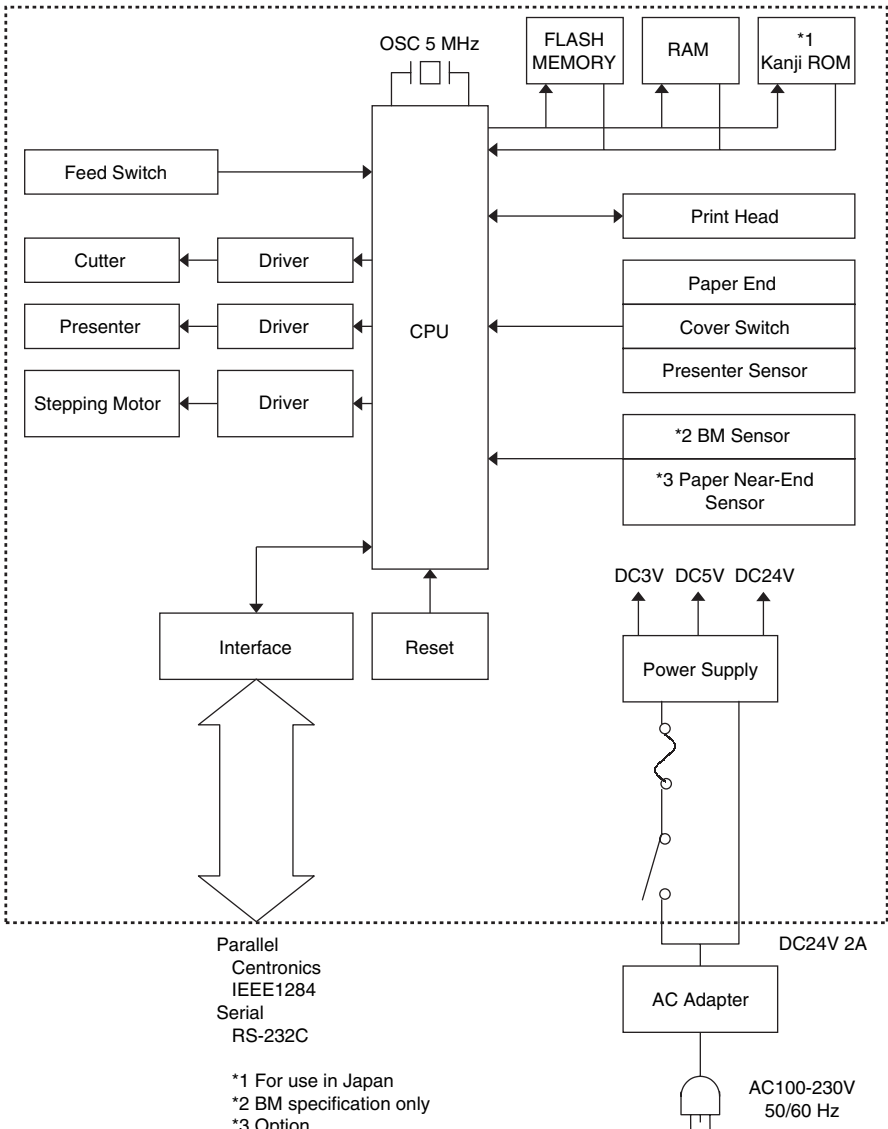 OSC 5 MHz
FLASH
MEMORY
RAM
*1
Kanji ROM
Feed Switch
Print Head
Cutter
Driver
Paper End
Presenter
Driver
CPU
Cover Switch
Presenter Sensor
Stepping Motor
Driver
*2 BM Sensor
*3 Paper Near-End
Sensor
DC3V DC5V DC24V
Interface
Reset
Power Supply
Parallel
Centronics
IEEE1284
Serial
RS-232C
DC24V 2A
AC Adapter
*1 For use in Japan
*2 BM specification only
*3 Option
AC100-230V
50/60 Hz